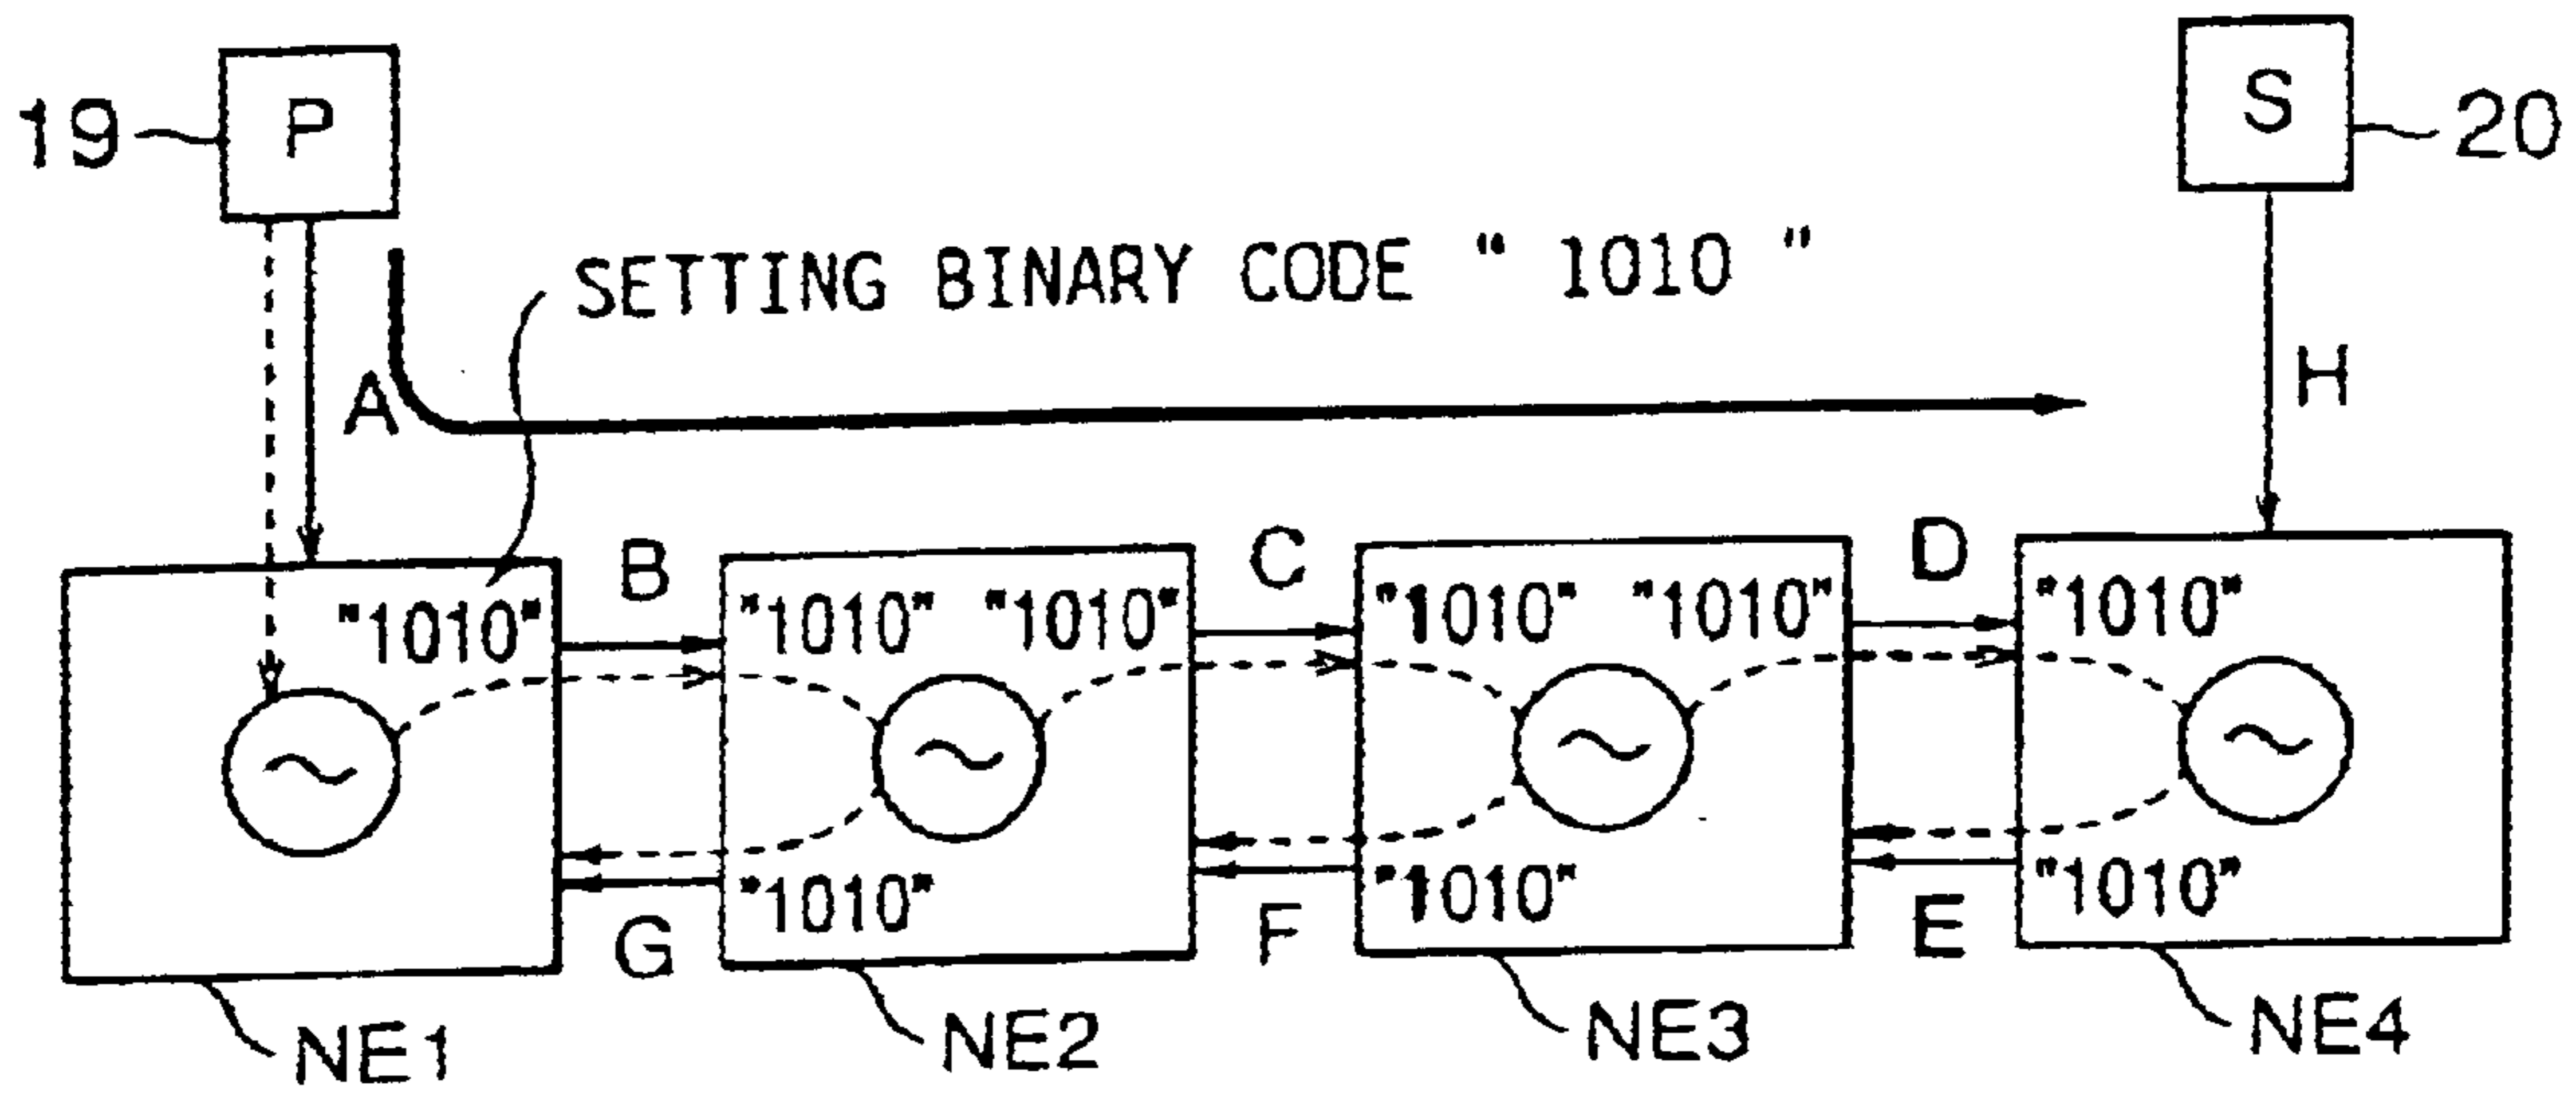 19
P
S
20
SETTING BINARY CODE " 1010 "
A
H
B
C
D
"1010"
"1010" "1010"
"1010" "1010"
"1010"
"1010"
"1010"
"1010"
G
F
E
NE1
NE2
NE3
NE4